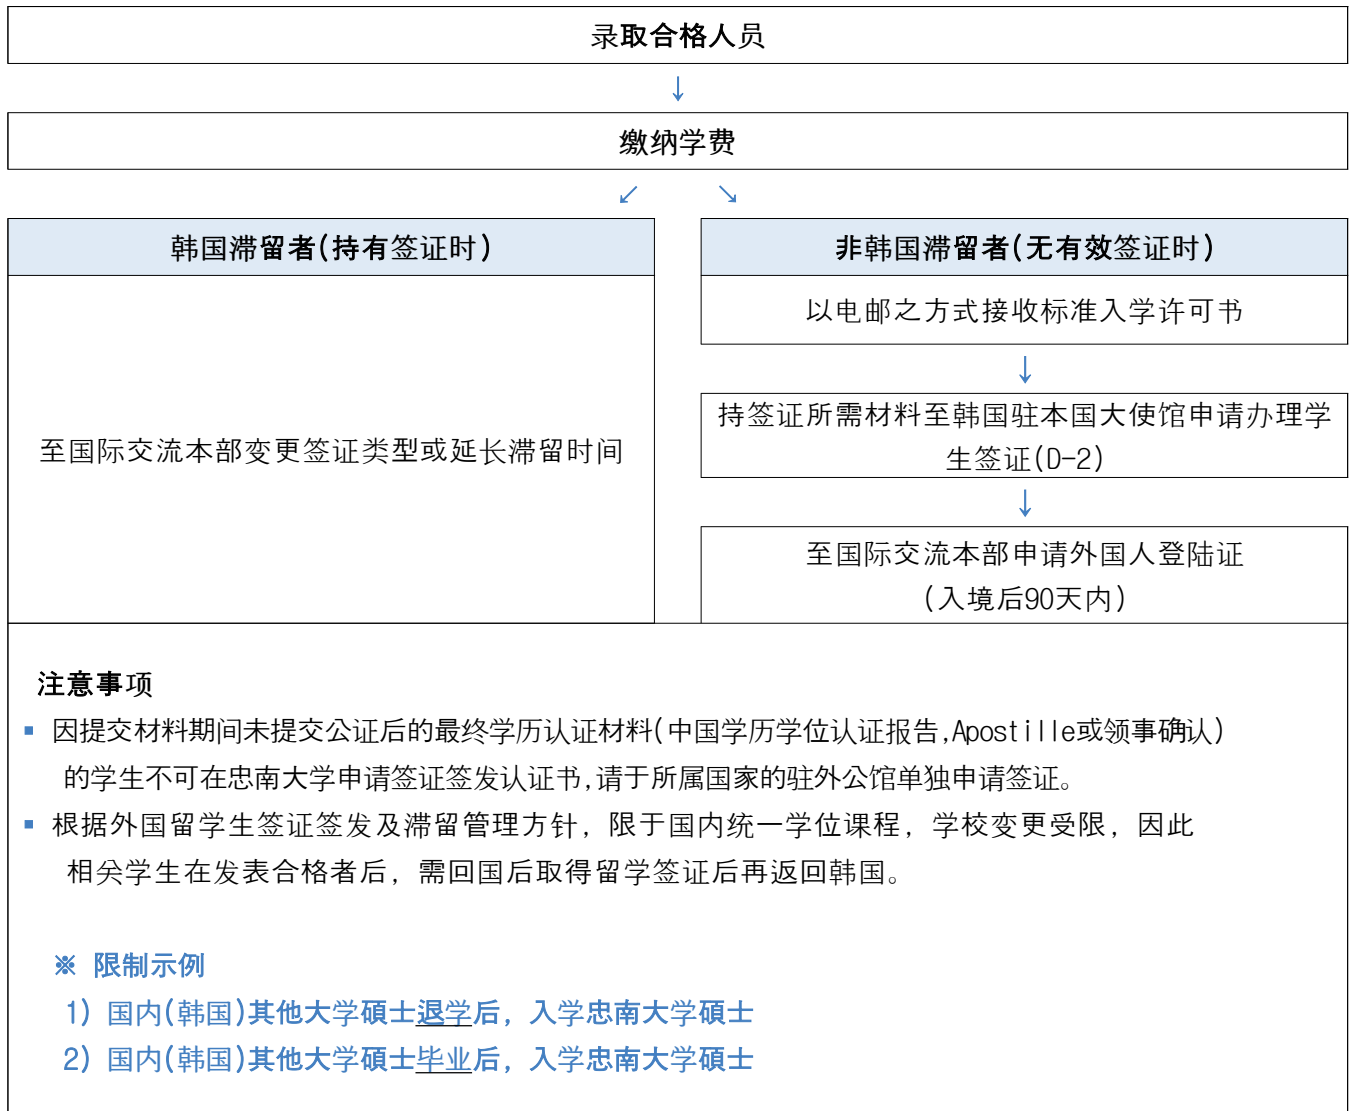 录取合格人员
↓
缴纳学费
↙ ↘
韩国滞留者(持有签证时)
至国际交流本部变更签证类型或延长滞留时间
非韩国滞留者(无有效签证时)
以电邮之方式接收标准入学许可书
↓
持签证所需材料至韩国驻本国大使馆申请办理学
生签证(D-2)
↓
至国际交流本部申请外国人登陆证
(入境后90天内)
注意事项
▪ 因提交材料期间未提交公证后的最终学历认证材料(中国学历学位认证报告,Apostille或领事确认)
的学生不可在忠南大学申请签证签发认证书,请于所属国家的驻外公馆单独申请签证。
▪ 根据外国留学生签证签发及滞留管理方针, 限于国内统一学位课程, 学校变更受限, 因此
相关学生在发表合格者后, 需回国后取得留学签证后再返回韩国。
※ 限制示例
1) 国内(韩国)其他大学碩士退学后, 入学忠南大学碩士
2) 国内(韩国)其他大学碩士毕业后, 入学忠南大学碩士